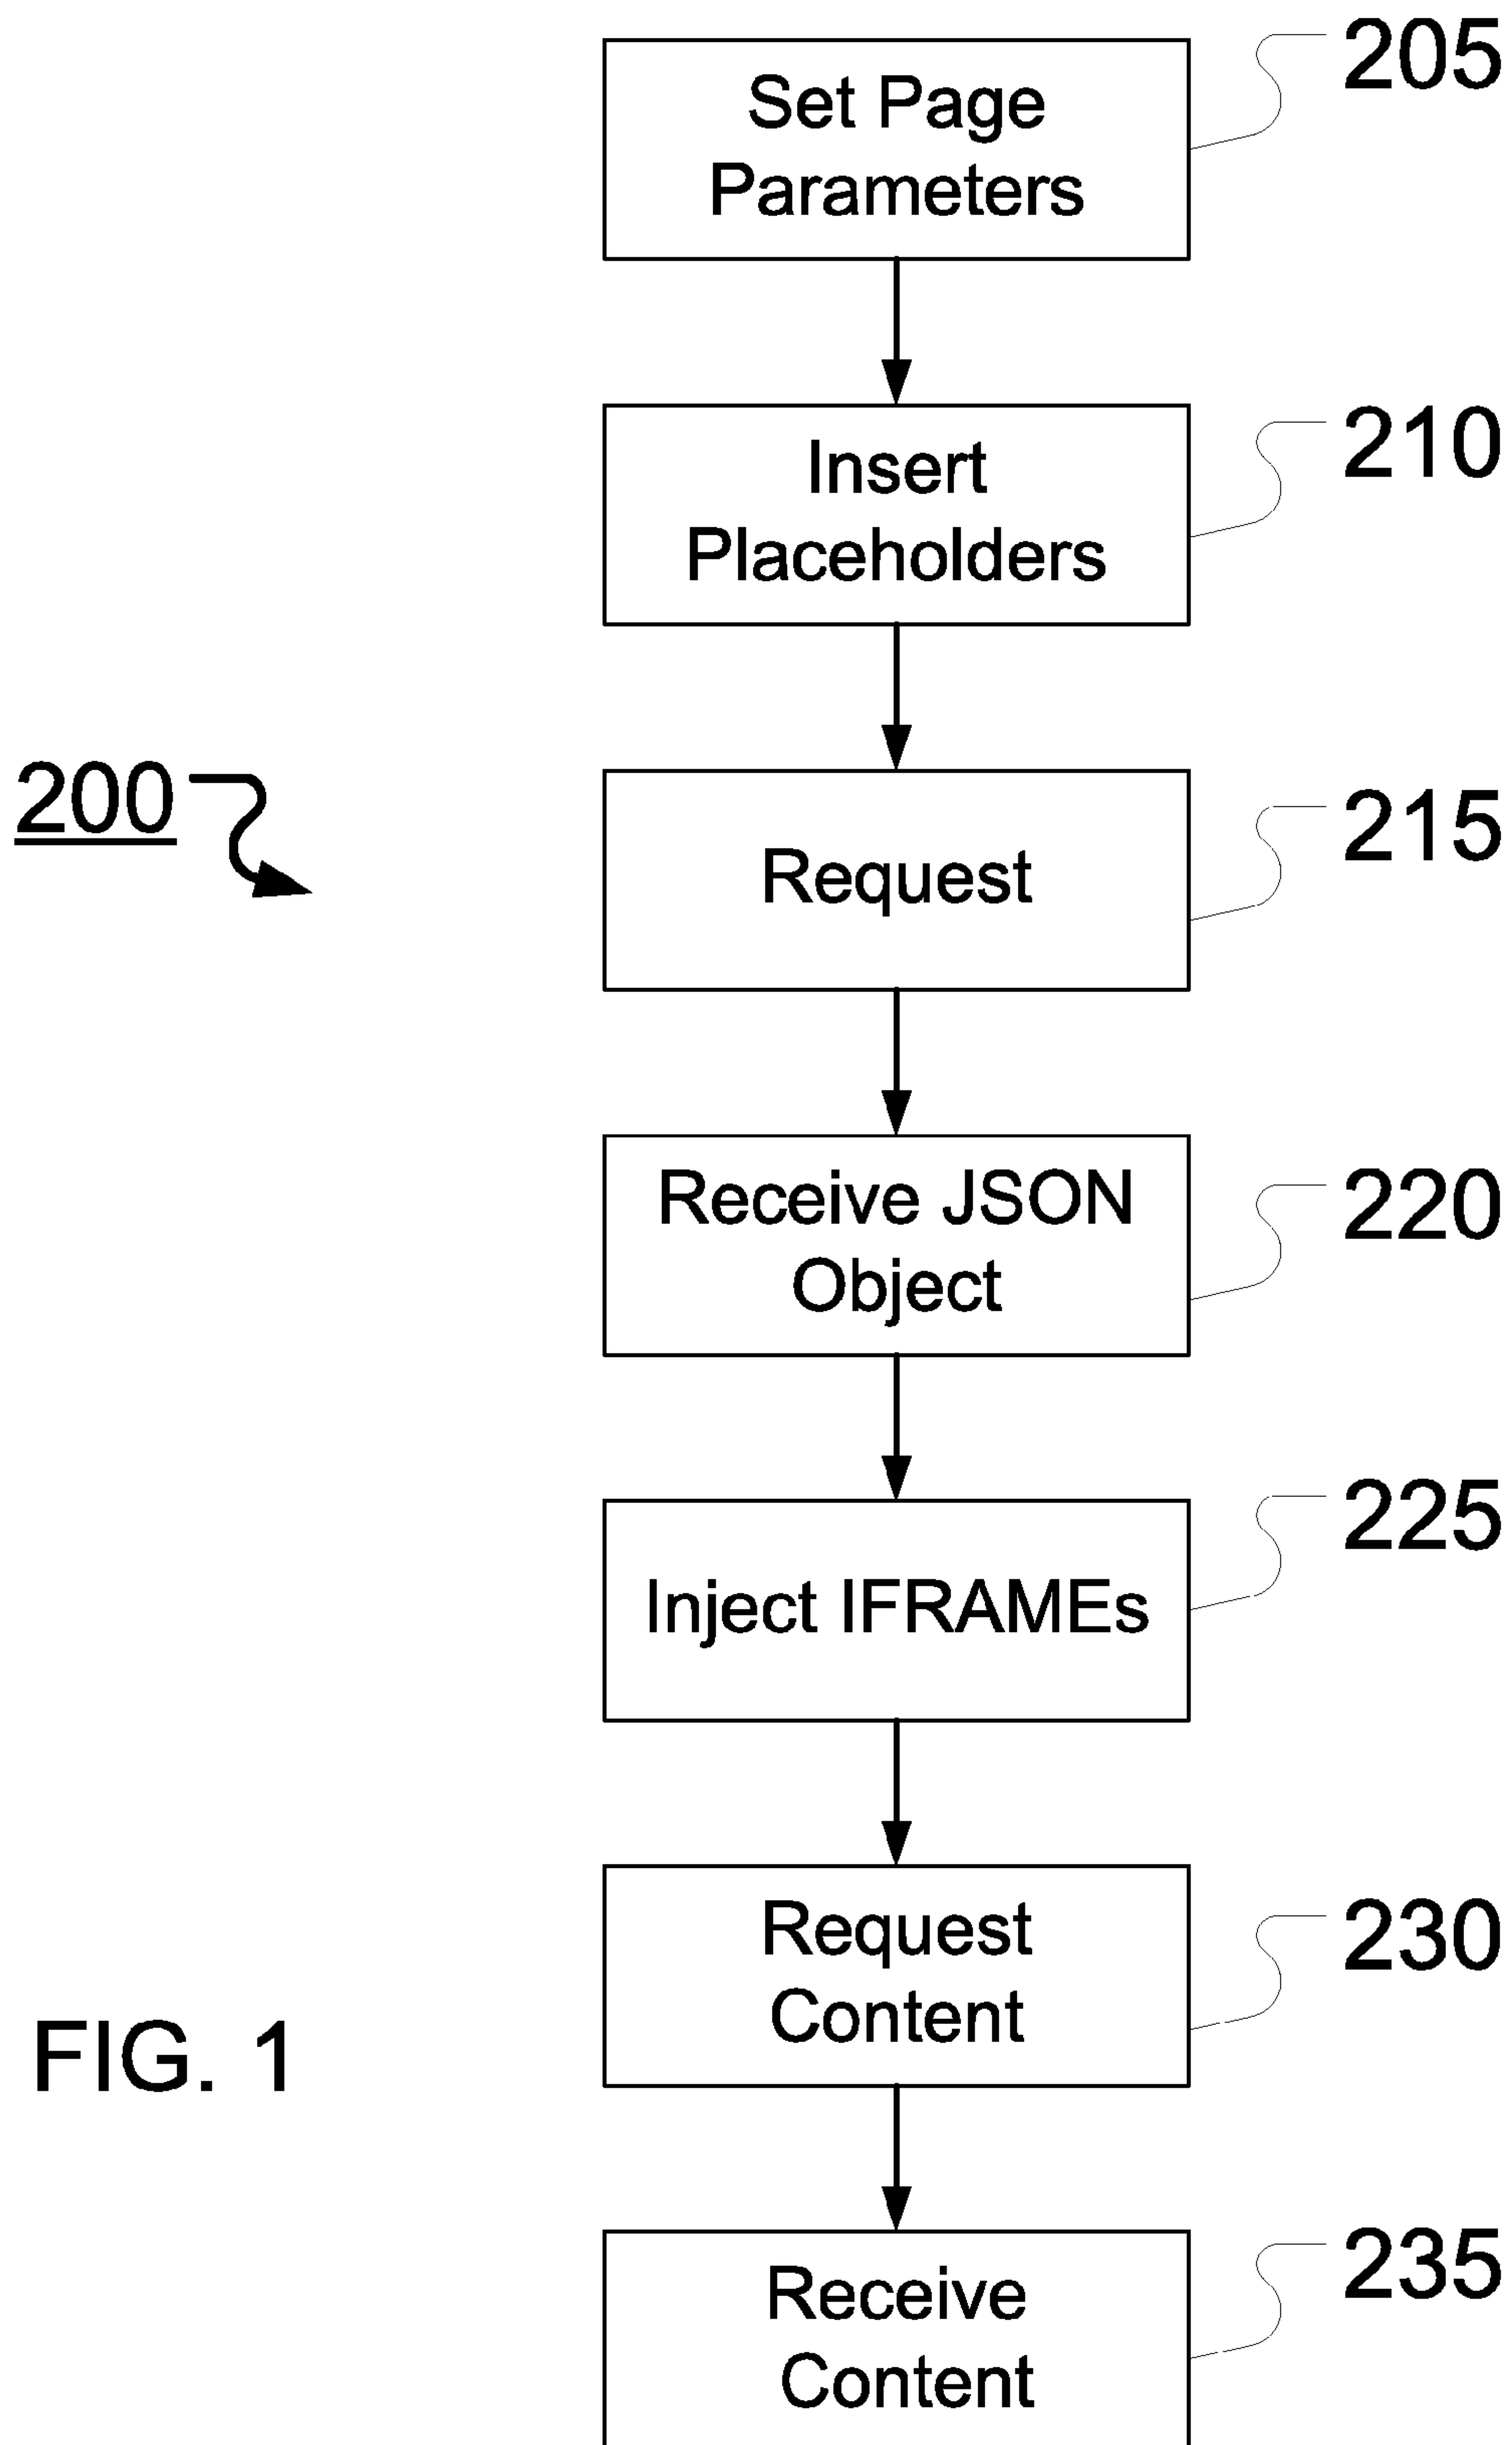 205
Set Page
Parameters
210
Insert
Placeholders
200
215
Request
220
Receive JSON
Object
225
Inject IFRAMEs
230
Request
Content
FIG. 1
235
Receive
Content